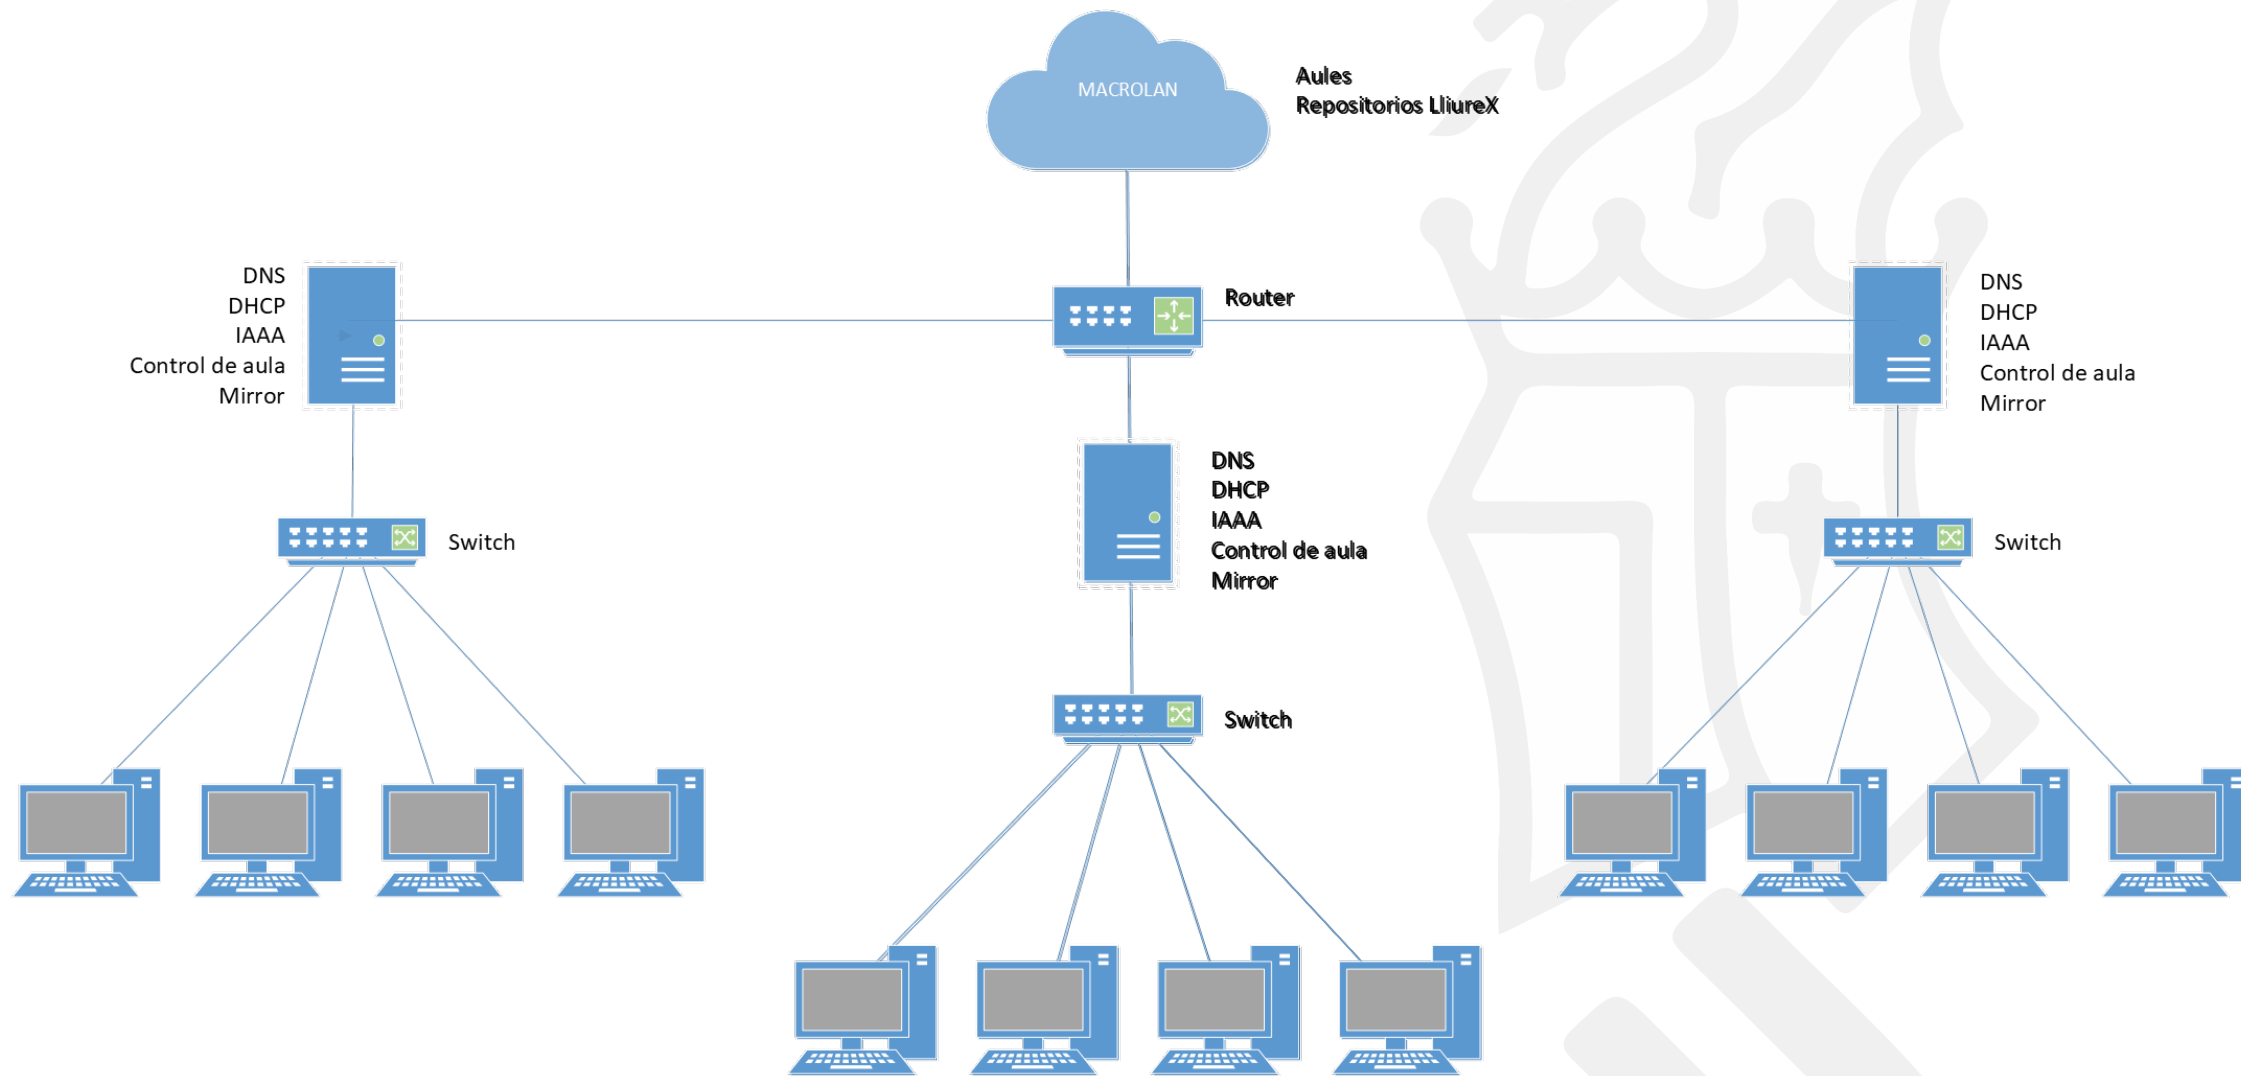 MACROLAN
Aules
Repositorios LliureX
Router
DNS
DHCP
IAAA
Control de aula
Mirror
Switch
DNS
DHCP
IAAA
Control de aula
Mirror
Switch
DNS
DHCP
IAAA
Control de aula
Mirror
Switch